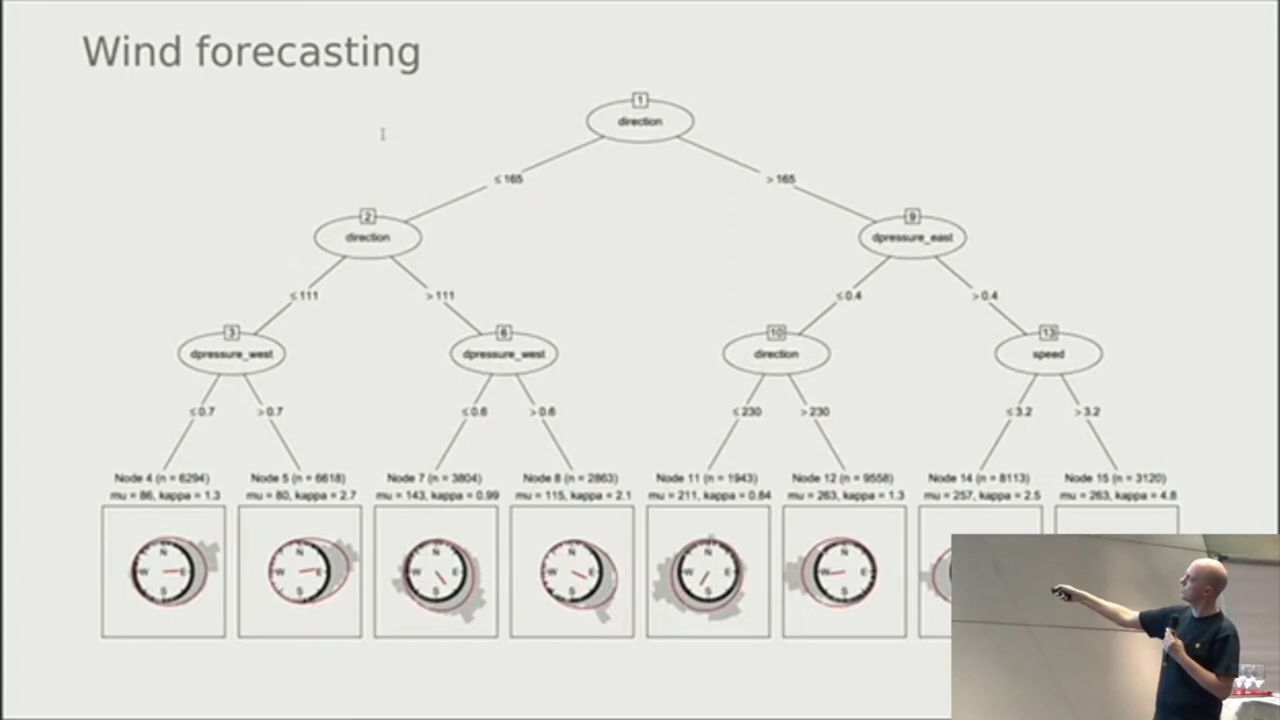 Wind forecasting
1
direction
≤ 165
> 165
2
direction
9
dpressure_east
≤ 111
> 111
≤ 0.4
> 0.4
3
dpressure_west
6
dpressure_west
10
direction
13
speed
≤ 0.7
> 0.7
≤ 0.6
> 0.6
≤ 230
> 230
≤ 3.2
> 3.2
Node 4 (n = 6294)
mu = 86, kappa = 1.3
Node 5 (n = 6618)
mu = 80, kappa = 2.7
Node 7 (n = 3804)
mu = 143, kappa = 0.99
Node 8 (n = 2863)
mu = 115, kappa = 2.1
Node 11 (n = 1943)
mu = 211, kappa = 0.84
Node 12 (n = 9558)
mu = 263, kappa = 1.3
Node 14 (n = 8113)
mu = 257, kappa = 2.5
Node 15 (n = 3120)
mu = 263, kappa = 4.8
N
W E
S
N
W E
S
N
W E
S
N
W E
S
N
W E
S
N
W E
S